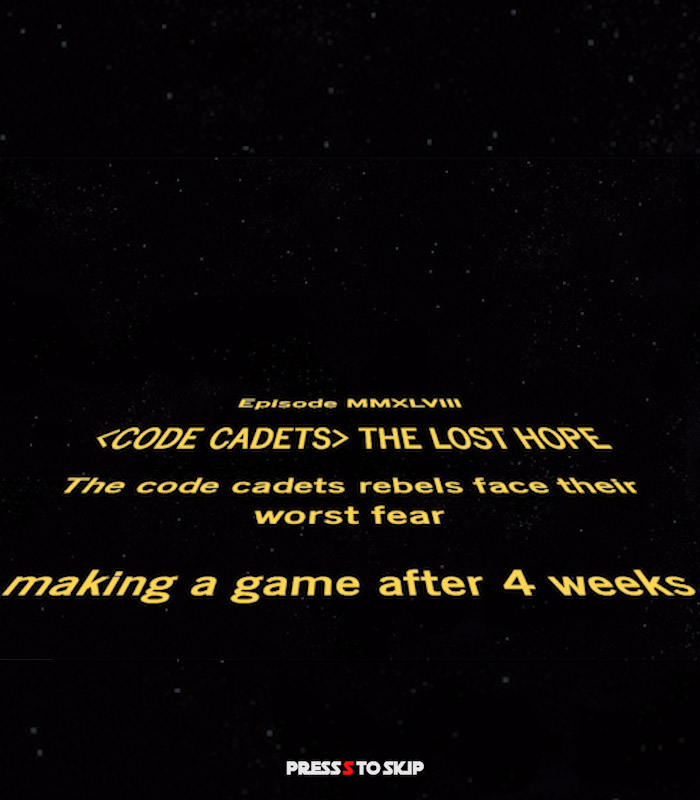 Episode MMXLVIII
<CODE CADETS> THE LOST HOPE
The code cadets rebels face their
worst fear
making a game after 4 weeks
PRESS S TO SKIP